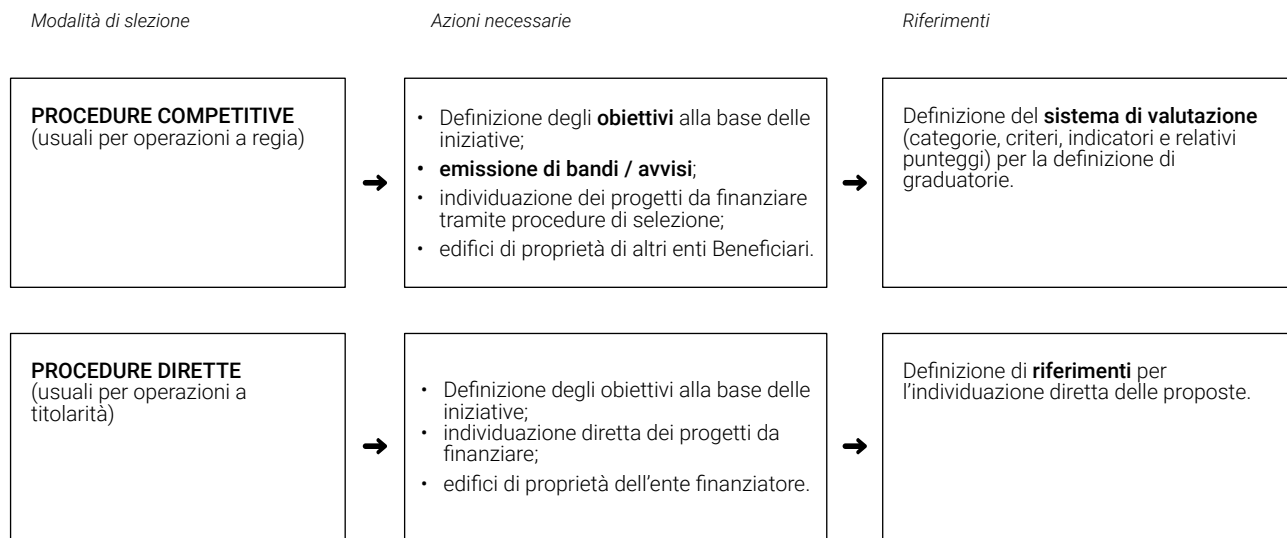 Modalità di slezione
Azioni necessarie
Riferimenti
PROCEDURE COMPETITIVE
(usuali per operazioni a regia)
• Definizione degli obiettivi alla base delle
iniziative;
• emissione di bandi / avvisi;
• individuazione dei progetti da finanziare
tramite procedure di selezione;
• edifici di proprietà di altri enti Beneficiari.
Definizione del sistema di valutazione
(categorie, criteri, indicatori e relativi
punteggi) per la definizione di
graduatorie.
PROCEDURE DIRETTE
(usuali per operazioni a
titolarità)
• Definizione degli obiettivi alla base delle
iniziative;
• individuazione diretta dei progetti da
finanziare;
• edifici di proprietà dell'ente finanziatore.
Definizione di riferimenti per
l'individuazione diretta delle proposte.